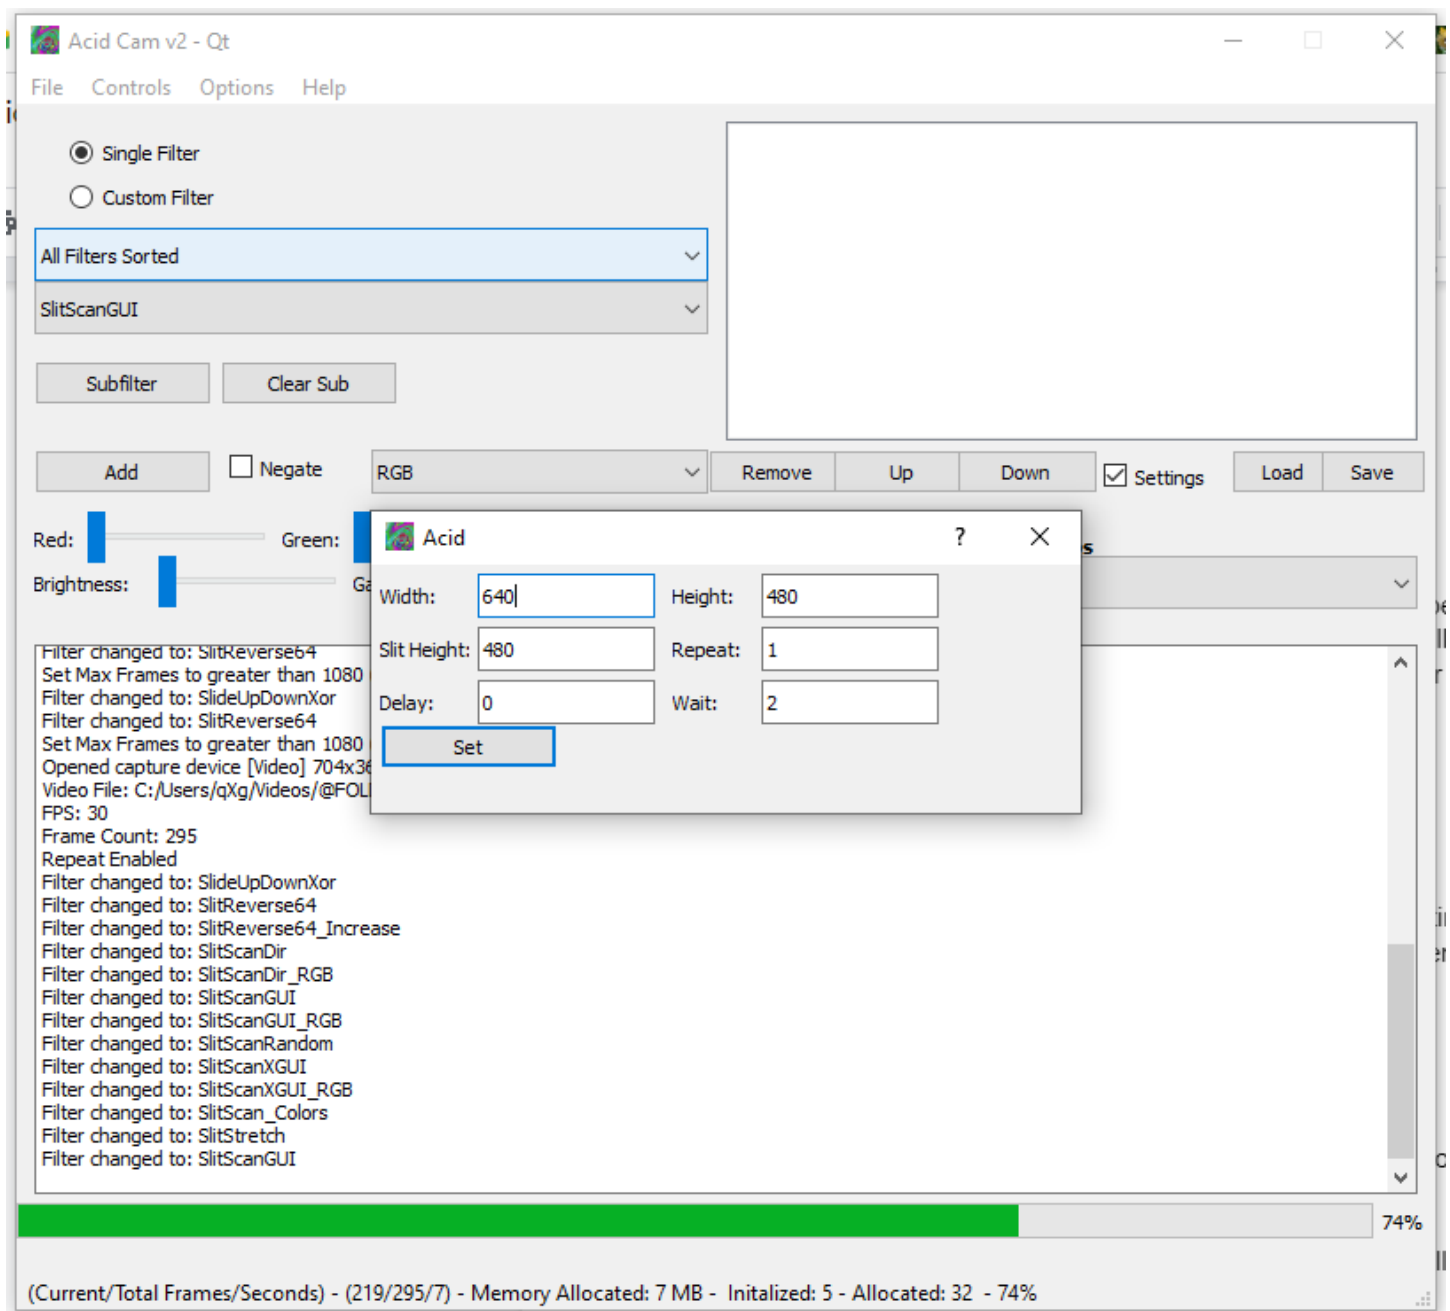 Acid Cam v2 - Qt
File Controls Options Help
Single Filter
Custom Filter
All Filters Sorted
SlitScanGUI
Subfilter Clear Sub
Add Negate RGB Remove Up Down Settings Load Save
Red: Green:
Brightness:
Acid ?
Width: 640 Height: 480
Slit Height: 480 Repeat: 1
Delay: 0 Wait: 2
Set
Filter changed to: SlitReverse64
Set Max Frames to greater than 1080
Filter changed to: SlideUpDownXor
Filter changed to: SlitReverse64
Set Max Frames to greater than 1080
Opened capture device [Video] 704x36
Video File: C:/Users/qXg/Videos/@FOL
FPS: 30
Frame Count: 295
Repeat Enabled
Filter changed to: SlideUpDownXor
Filter changed to: SlitReverse64
Filter changed to: SlitReverse64_Increase
Filter changed to: SlitScanDir
Filter changed to: SlitScanDir_RGB
Filter changed to: SlitScanGUI
Filter changed to: SlitScanGUI_RGB
Filter changed to: SlitScanRandom
Filter changed to: SlitScanXGUI
Filter changed to: SlitScanXGUI_RGB
Filter changed to: SlitScan_Colors
Filter changed to: SlitStretch
Filter changed to: SlitScanGUI
74%
(Current/Total Frames/Seconds) - (219/295/7) - Memory Allocated: 7 MB - Initalized: 5 - Allocated: 32 - 74%